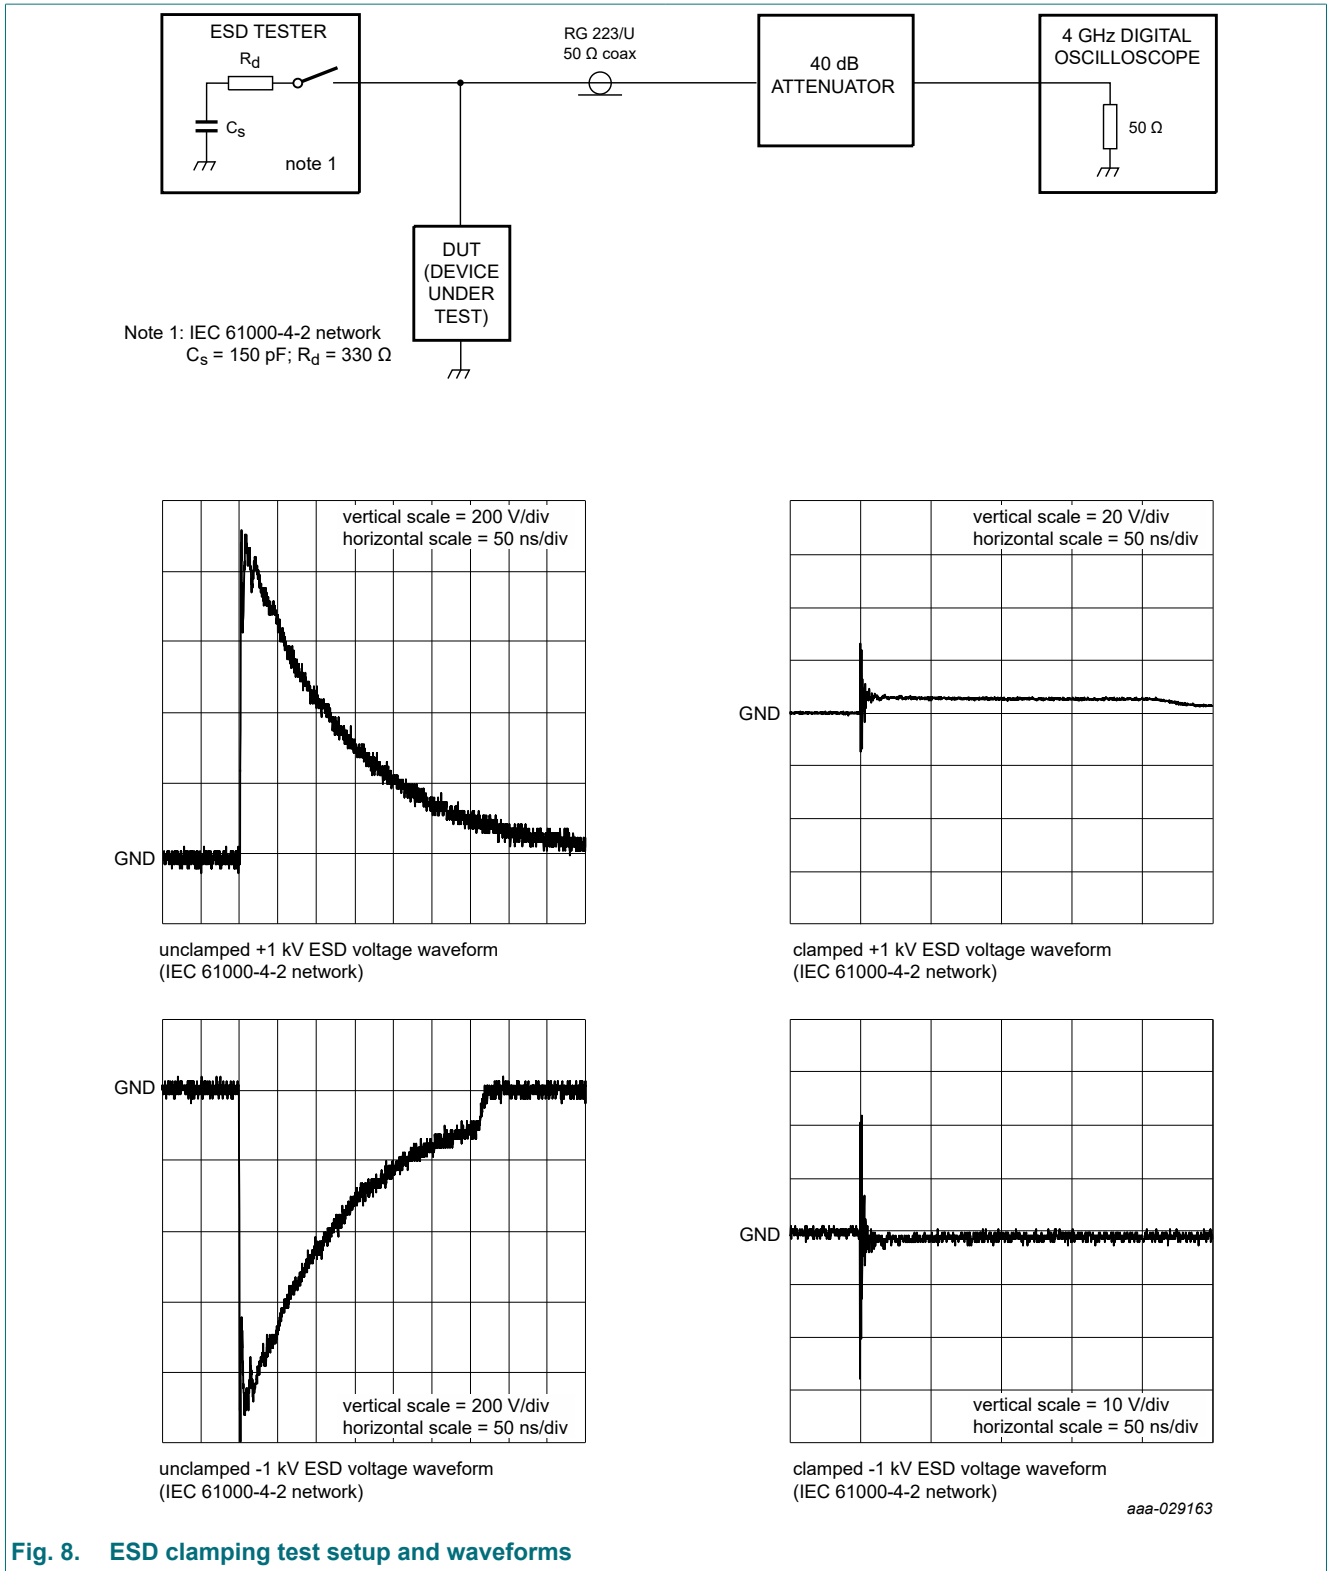 ESD TESTER
Rd
Cs
note 1
RG 223/U
50 Ω coax
40 dB
ATTENUATOR
4 GHz DIGITAL
OSCILLOSCOPE
50 Ω
DUT
(DEVICE
UNDER
TEST)
Note 1: IEC 61000-4-2 network
Cs = 150 pF; Rd = 330 Ω
vertical scale = 200 V/div
horizontal scale = 50 ns/div
GND
unclamped +1 kV ESD voltage waveform
(IEC 61000-4-2 network)
vertical scale = 20 V/div
horizontal scale = 50 ns/div
GND
clamped +1 kV ESD voltage waveform
(IEC 61000-4-2 network)
GND
vertical scale = 200 V/div
horizontal scale = 50 ns/div
unclamped -1 kV ESD voltage waveform
(IEC 61000-4-2 network)
GND
vertical scale = 10 V/div
horizontal scale = 50 ns/div
clamped -1 kV ESD voltage waveform
(IEC 61000-4-2 network)
aaa-029163
Fig. 8. ESD clamping test setup and waveforms